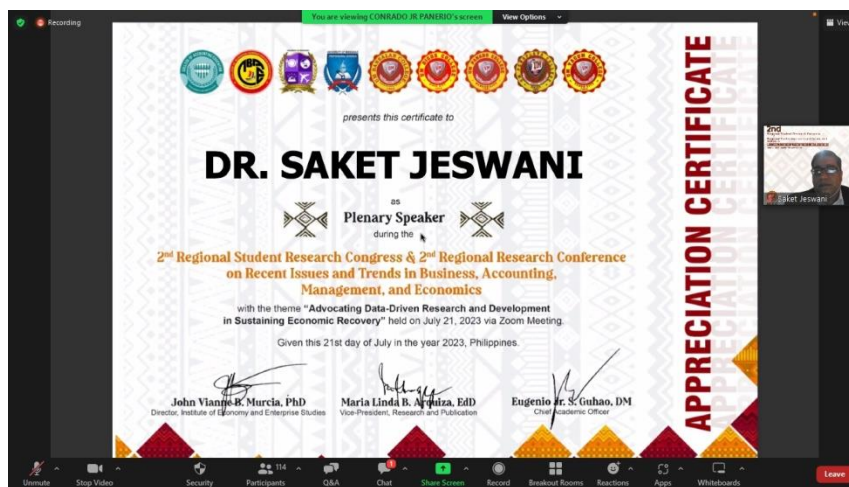 Recording
You are viewing CONRADO JR PANERIO's screen
View Options
View
presents this certificate to
DR. SAKET JESWANI
as
Plenary Speaker
during the
2nd Regional Student Research Congress & 2nd Regional Research Conference
on Recent Issues and Trends in Business, Accounting,
Management, and Economics
with the theme "Advocating Data-Driven Research and Development
in Sustaining Economic Recovery" held on July 21, 2023 via Zoom Meeting.
Given this 21st day of July in the year 2023, Philippines.
John Vianne B. Murcia, PhD
Director, Institute of Economy and Enterprise Studies
Maria Linda B. Arquiza, EdD
Vice-President, Research and Publication
Eugenio Jr. S. Guhao, DM
Chief Academic Officer
APPRECIATION CERTIFICATE
2nd
Saket Jeswani
Unmute
Stop Video
Security
114
Participants
Q&A
1
Chat
Share Screen
Record
Breakout Rooms
Reactions
Apps
Whiteboards
Leave